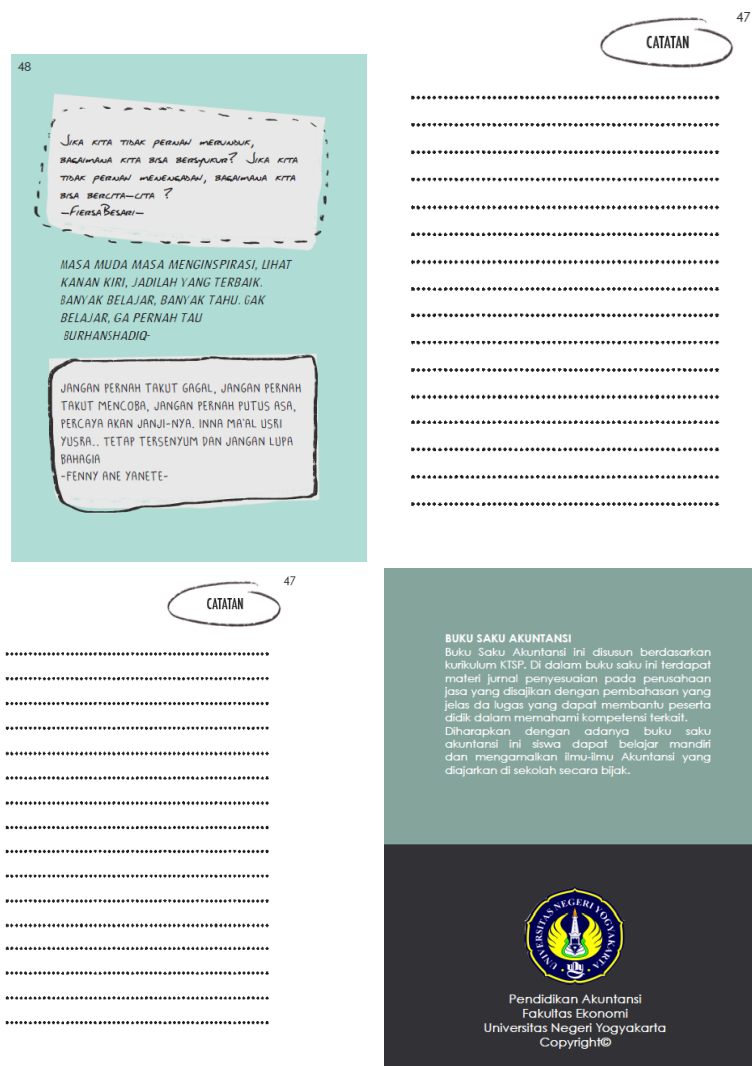 48
JIKA KITA TIDAK PERNAH MERUNDUK,
BAGAIMANA KITA BISA BERSYUKUR? JIKA KITA
TIDAK PERNAH MENENGADAH, BAGAIMANA KITA
BISA BERCITA-CITA ?
-FIERSA BESARI-
MASA MUDA MASA MENGINSPIRASI, LIHAT
KANAN KIRI, JADILAH YANG TERBAIK.
BANYAK BELAJAR, BANYAK TAHU. GAK
BELAJAR, GA PERNAH TAU
BURHANSHADIQ-
JANGAN PERNAH TAKUT GAGAL, JANGAN PERNAH
TAKUT MENCOBA, JANGAN PERNAH PUTUS ASA,
PERCAYA AKAN JANJI-NYA. INNA MA'AL USRI
YUSRA.. TETAP TERSENYUM DAN JANGAN LUPA
BAHAGIA
-FENNY ANE YANETE-
47
CATATAN
47
CATATAN
BUKU SAKU AKUNTANSI
Buku Saku Akuntansi ini disusun berdasarkan
kurikulum KTSP. Di dalam buku saku ini terdapat
materi jurnal penyesuaian pada perusahaan
jasa yang disajikan dengan pembahasan yang
jelas da lugas yang dapat membantu peserta
didik dalam memahami kompetensi terkait.
Diharapkan dengan adanya buku saku
akuntansi ini siswa dapat belajar mandiri
dan mengamalkan ilmu-ilmu Akuntansi yang
diajarkan di sekolah secara bijak.
UNIVERSITAS NEGERI YOGYAKARTA
Pendidikan Akuntansi
Fakultas Ekonomi
Universitas Negeri Yogyakarta
Copyright©